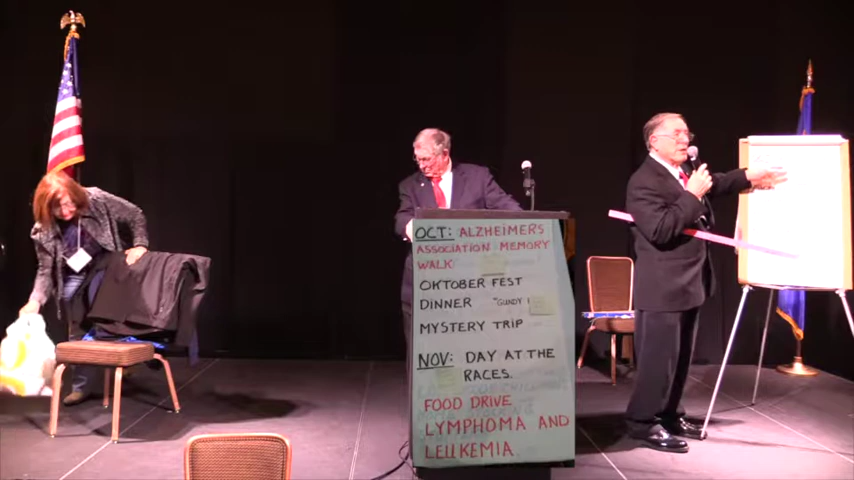 OCT: ALZHEIMERS
ASSOCIATION MEMORY
WALK
OKTOBER FEST
DINNER "GUNDY
MYSTERY TRIP
NOV: DAY AT THE
RACES.
FOOD DRIVE
LYMPHOMA AND
LEUKEMIA